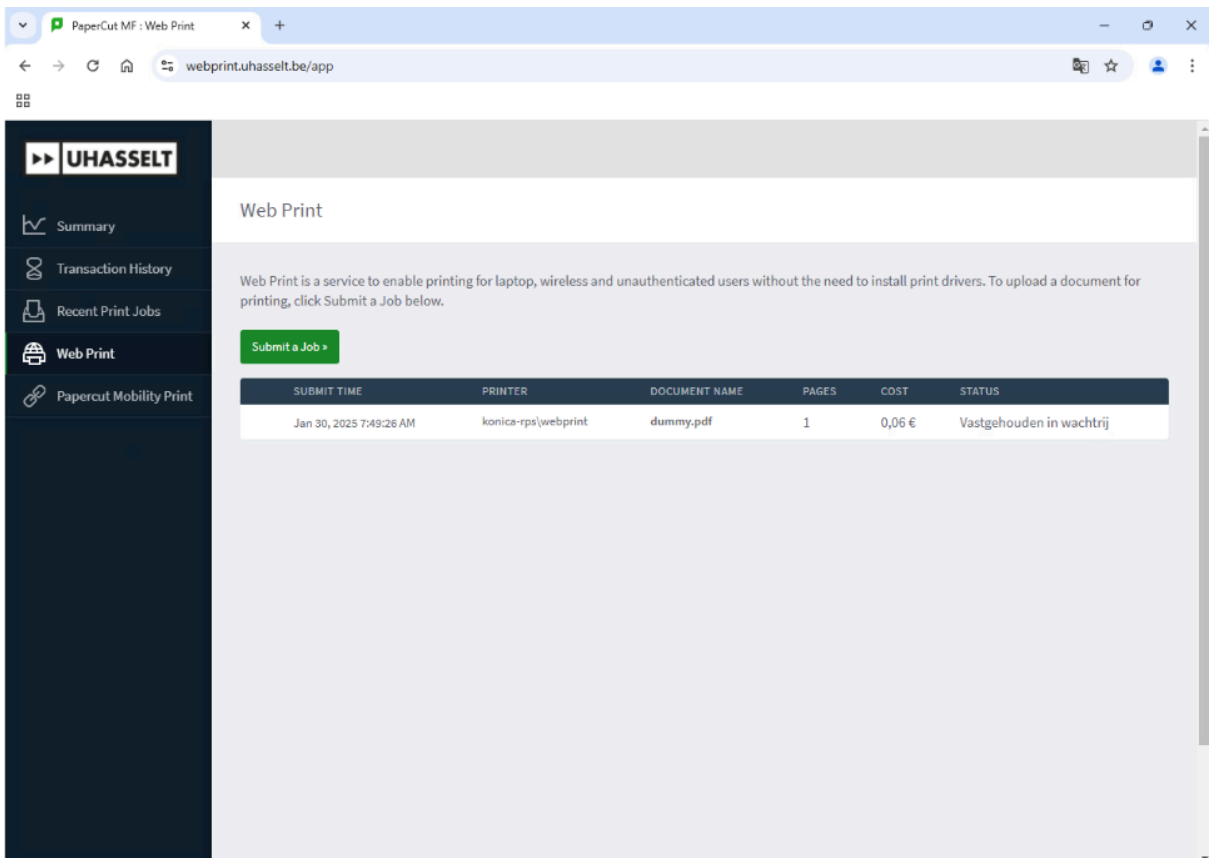 PaperCut MF : Web Print
webprint.uhasselt.be/app
UHASSELT
Summary
Transaction History
Recent Print Jobs
Web Print
Papercut Mobility Print
Web Print
Web Print is a service to enable printing for laptop, wireless and unauthenticated users without the need to install print drivers. To upload a document for
printing, click Submit a Job below.
Submit a Job »
SUBMIT TIME PRINTER DOCUMENT NAME PAGES COST STATUS
Jan 30, 2025 7:49:26 AM konica-rps\webprint dummy.pdf 1 0,06 € Vastgehouden in wachtrij